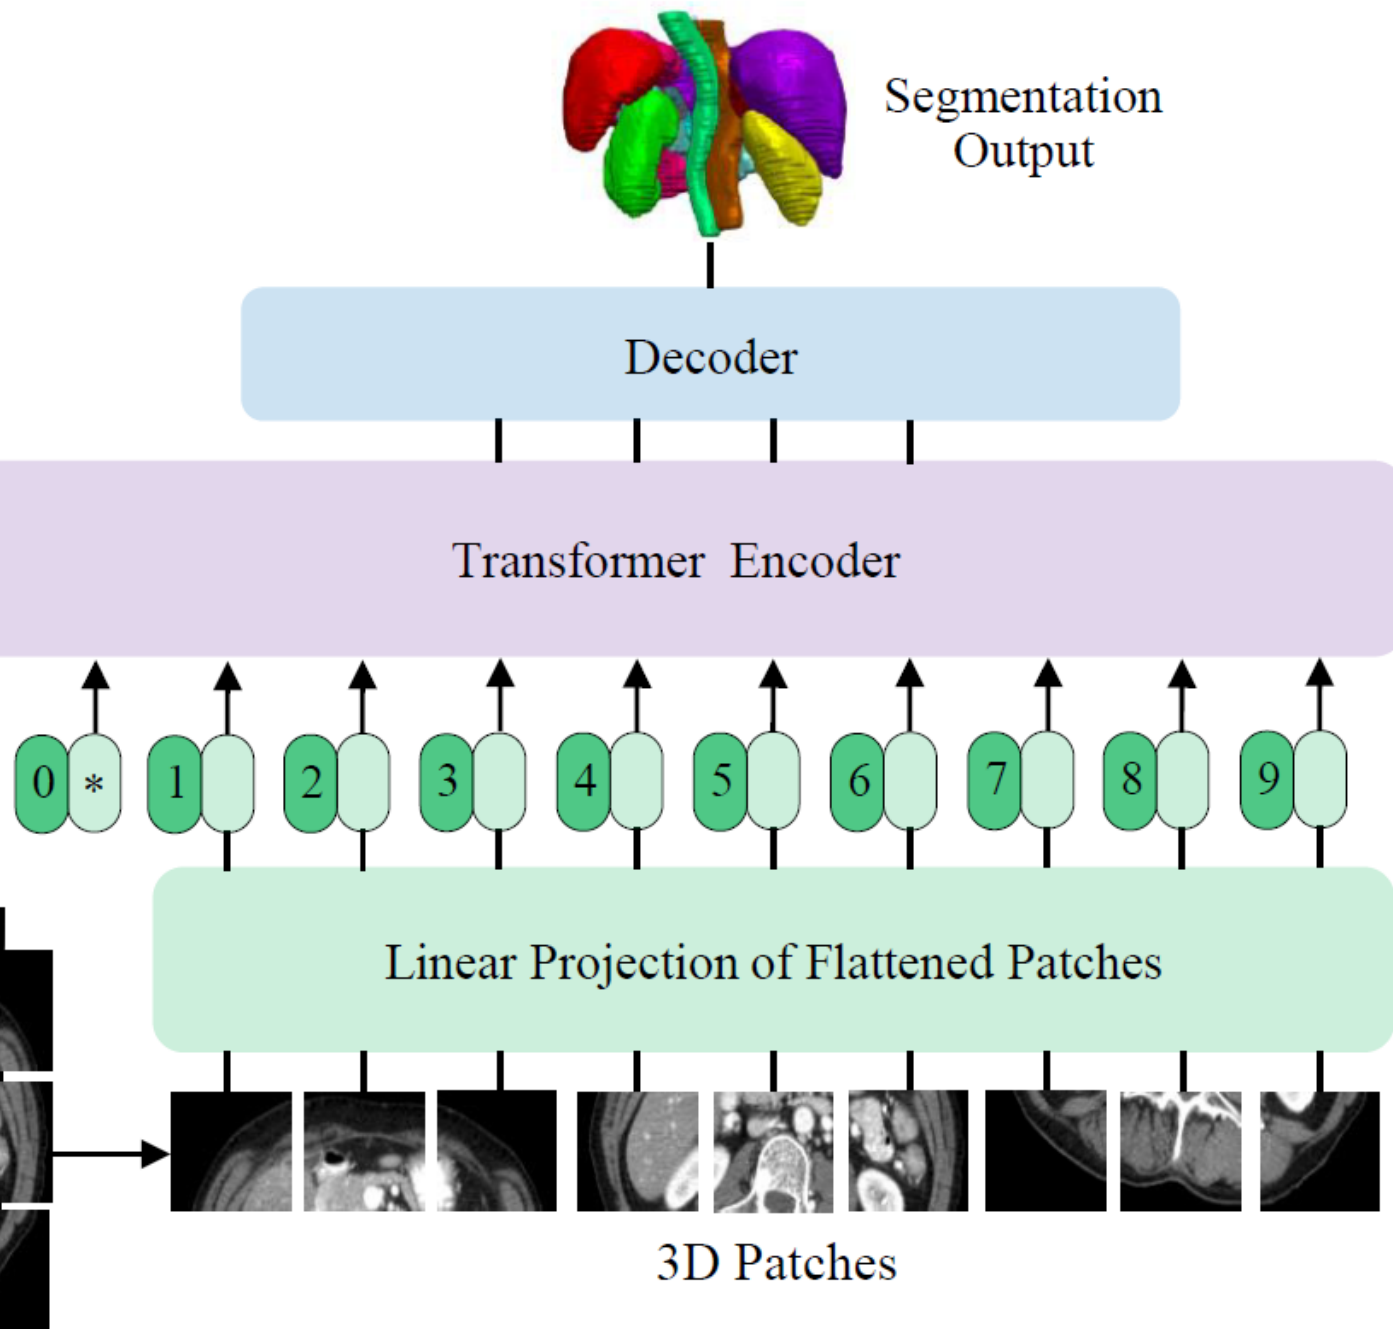 Segmentation
Output
Decoder
Transformer Encoder
0 * 1 2 3 4 5 6 7 8 9
Linear Projection of Flattened Patches
3D Patches